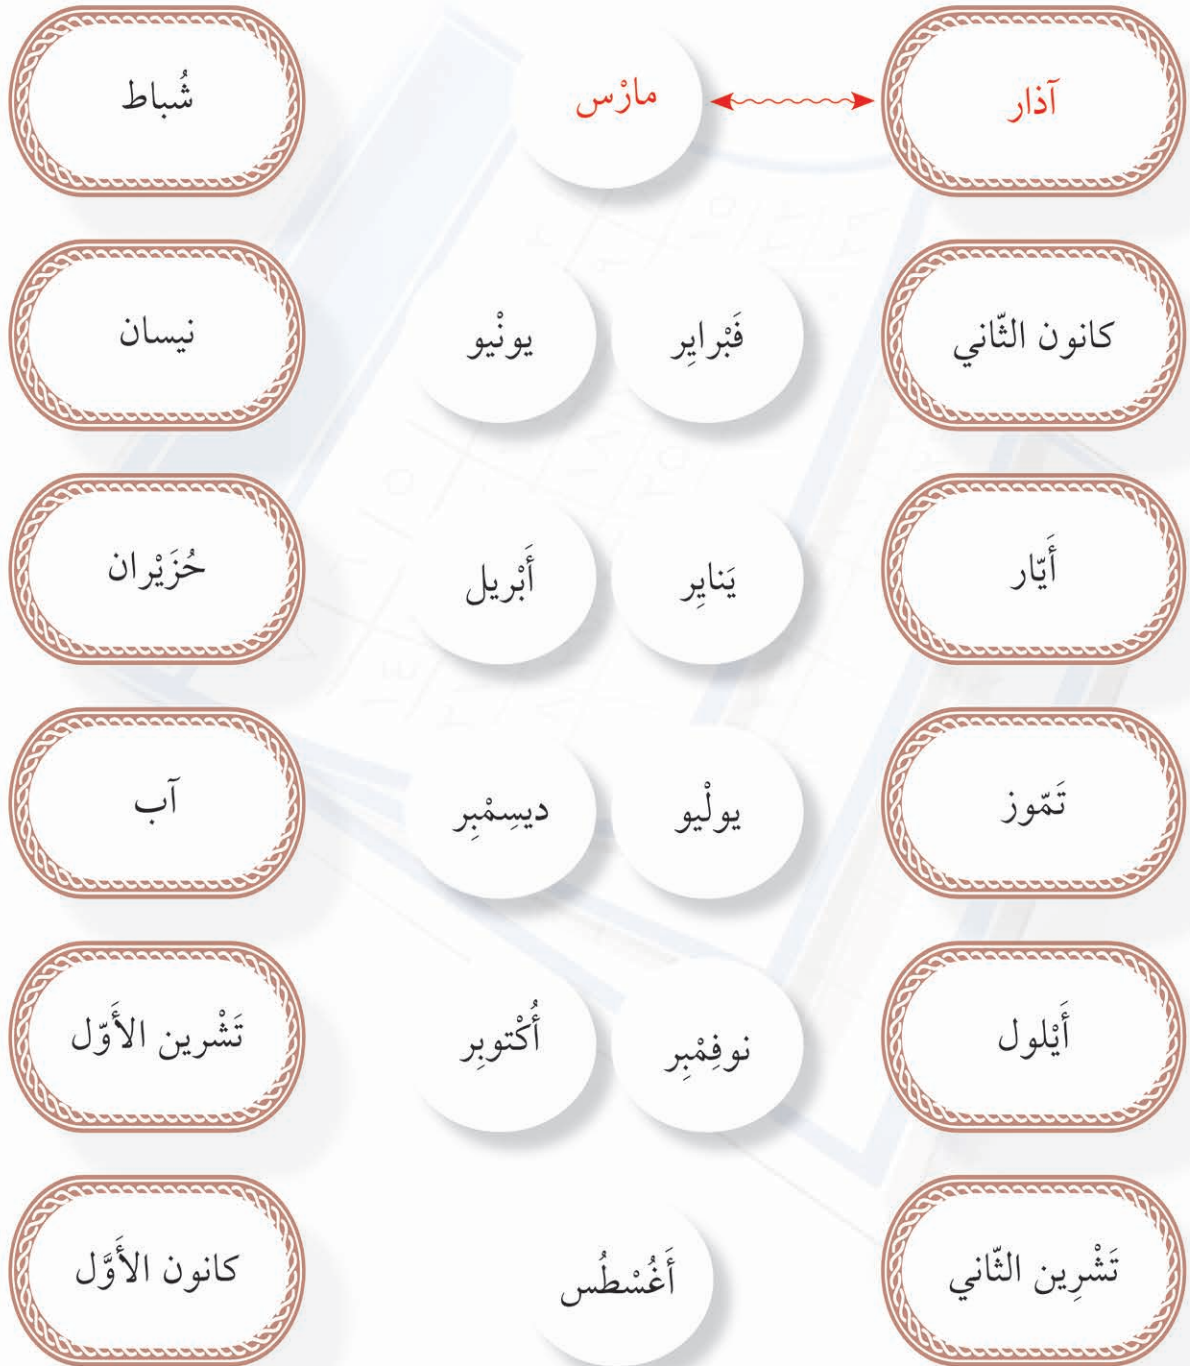 آذار
مارْس
شُباط
كانون الثّاني
فَبْرايِر
يونْيو
نيسان
أَيّار
يَنايِر
أَبْريل
حُزَيْران
تَمّوز
يولْيو
ديسِمْبِر
آب
أَيْلول
نوفِمْبِر
أُكْتوبِر
تَشْرين الأَوّل
تَشْرِين الثّاني
أَغُسْطُس
كانون الأَوَّل